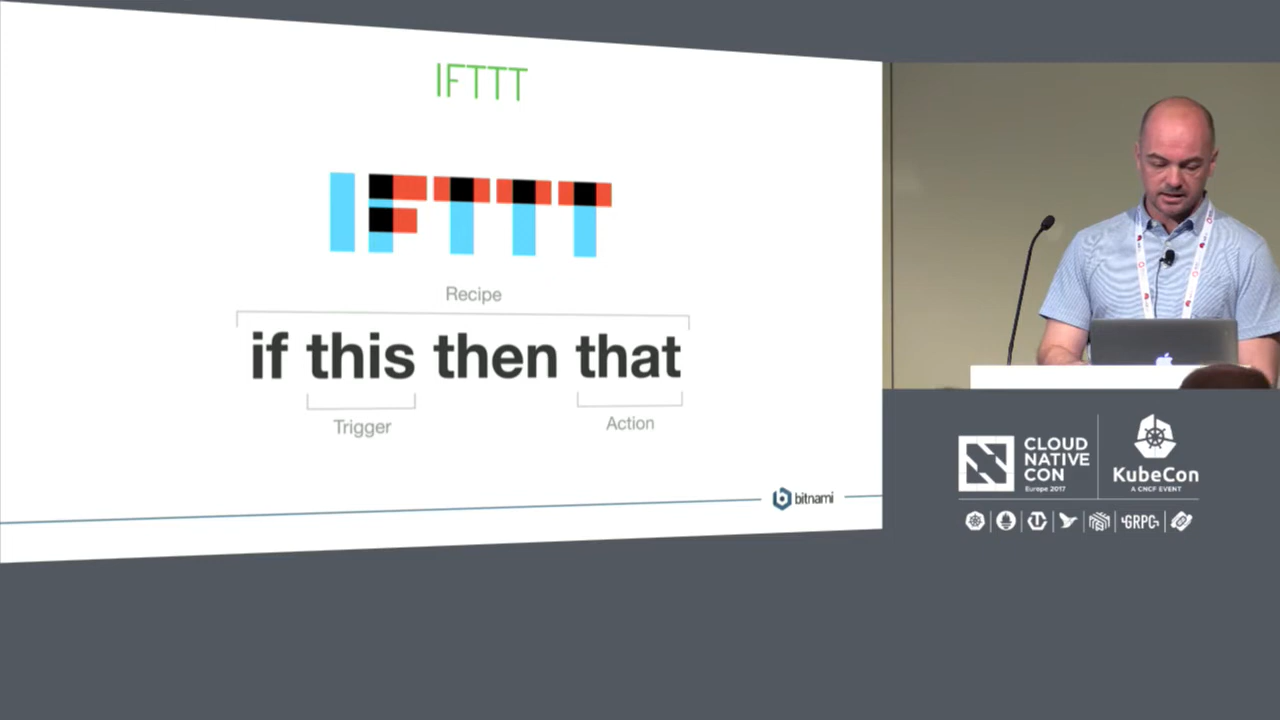 IFTTT
IFTTT
Recipe
if this then that
Trigger
Action
bitnami
CLOUD
NATIVE
CON
Europe 2017
KubeCon
A CNCF EVENT
GRPC